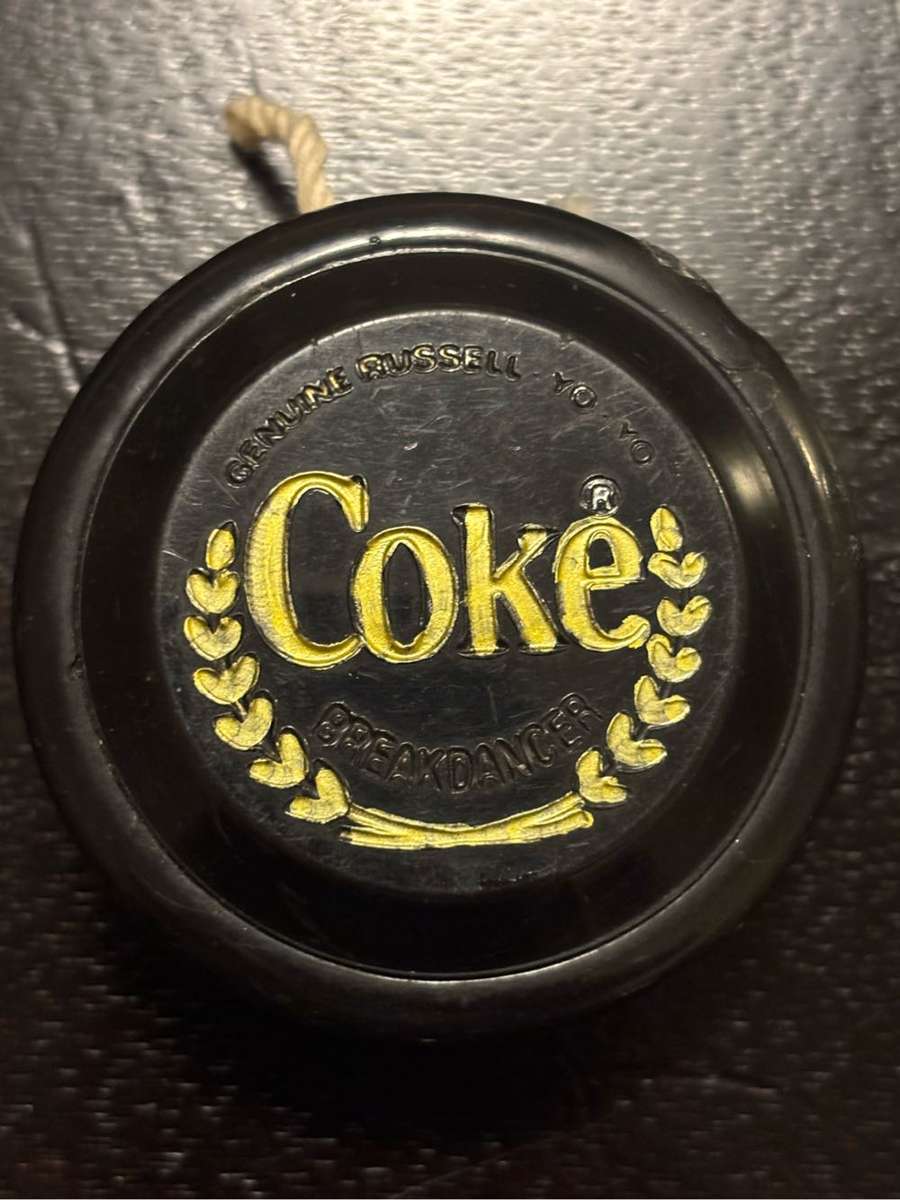 GENUINE RUSSELL · YO · YO
Coke ®
BREAKDANCER